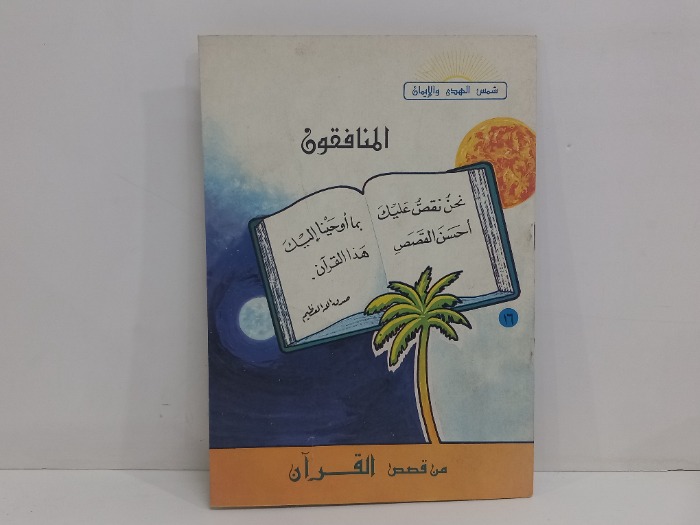 شمس الهدى والإيمان
المنافقون
نحن نقص عليك
أحسن القصص
بما أوحينا إليك
هذا القرآن.
صدق الله العظيم
١٦
من قصص القرآن